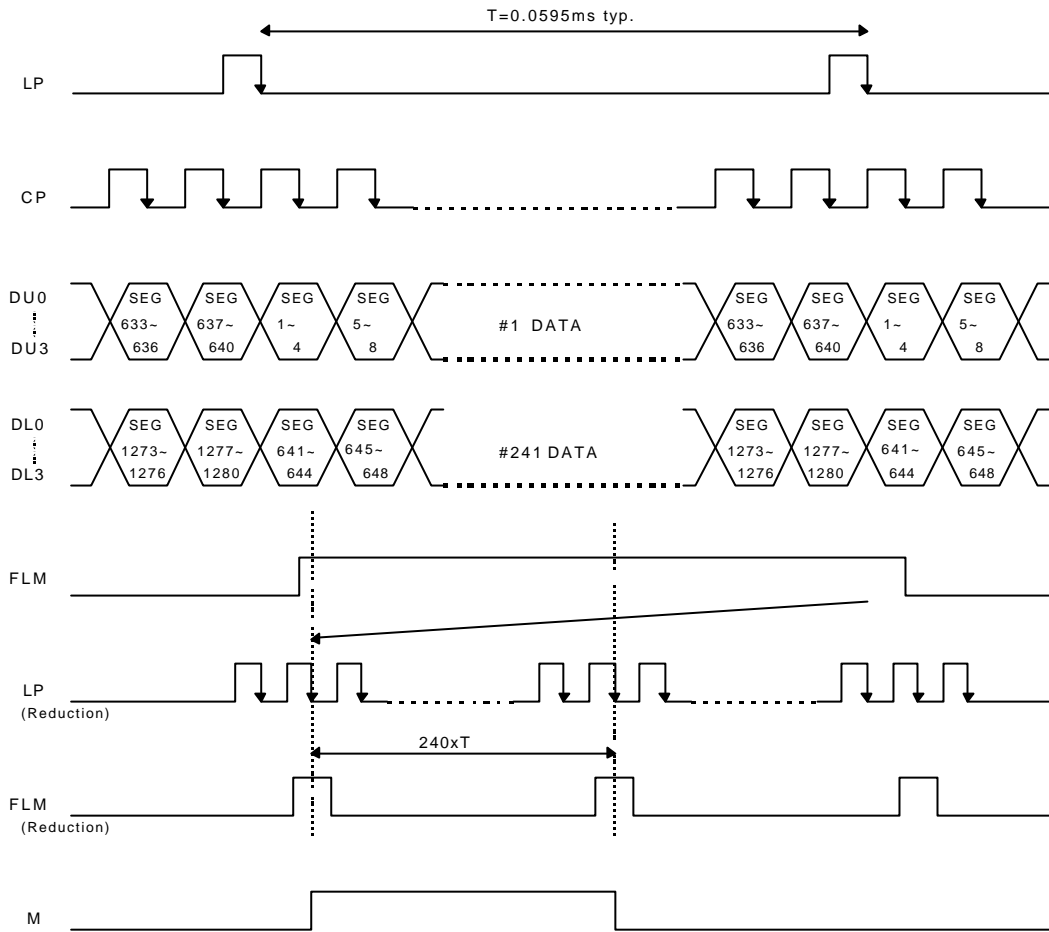 T=0.0595ms typ.
LP
CP
DU0
DU3
SEG 633~ 636
SEG 637~ 640
SEG 1~ 4
SEG 5~ 8
#1 DATA
SEG 633~ 636
SEG 637~ 640
SEG 1~ 4
SEG 5~ 8
DL0
DL3
SEG 1273~ 1276
SEG 1277~ 1280
SEG 641~ 644
SEG 645~ 648
#241 DATA
SEG 1273~ 1276
SEG 1277~ 1280
SEG 641~ 644
SEG 645~ 648
FLM
LP
(Reduction)
240xT
FLM
(Reduction)
M